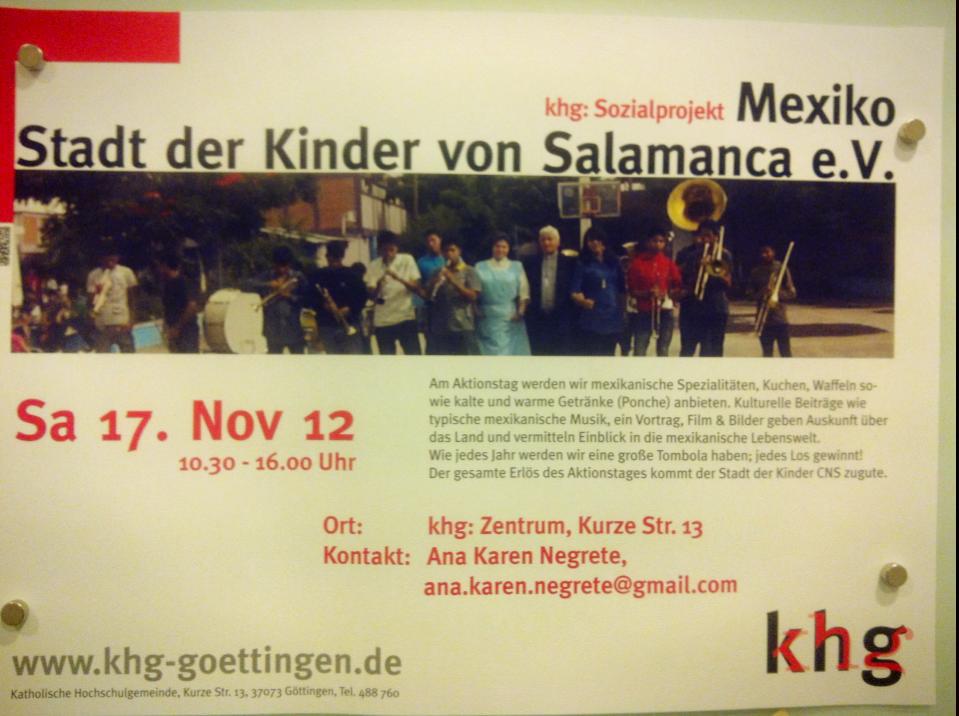 khg: Sozialprojekt Mexiko
Stadt der Kinder von Salamanca e.V.
Sa 17. Nov 12
10.30 - 16.00 Uhr
Am Aktionstag werden wir mexikanische Spezialitäten, Kuchen, Waffeln so-
wie kalte und warme Getränke (Ponche) anbieten. Kulturelle Beiträge wie
typische mexikanische Musik, ein Vortrag, Film & Bilder geben Auskunft über
das Land und vermitteln Einblick in die mexikanische Lebenswelt.
Wie jedes Jahr werden wir eine große Tombola haben; jedes Los gewinnt!
Der gesamte Erlös des Aktionstages kommt der Stadt der Kinder CNS zugute.
Ort: khg: Zentrum, Kurze Str. 13
Kontakt: Ana Karen Negrete,
ana.karen.negrete@gmail.com
khg
www.khg-goettingen.de
Katholische Hochschulgemeinde, Kurze Str. 13, 37073 Göttingen, Tel. 488 760